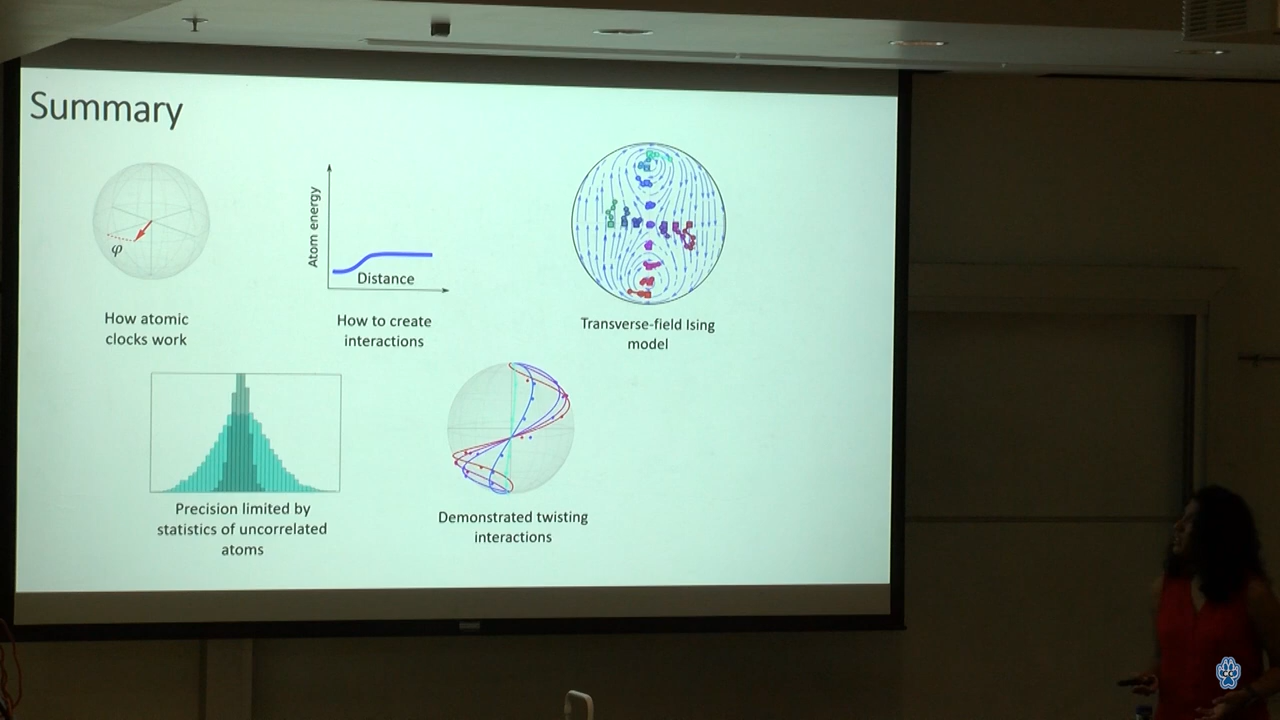 Summary
φ
How atomic
clocks work
Atom energy
Distance
How to create
interactions
Transverse-field Ising
model
Precision limited by
statistics of uncorrelated
atoms
Demonstrated twisting
interactions